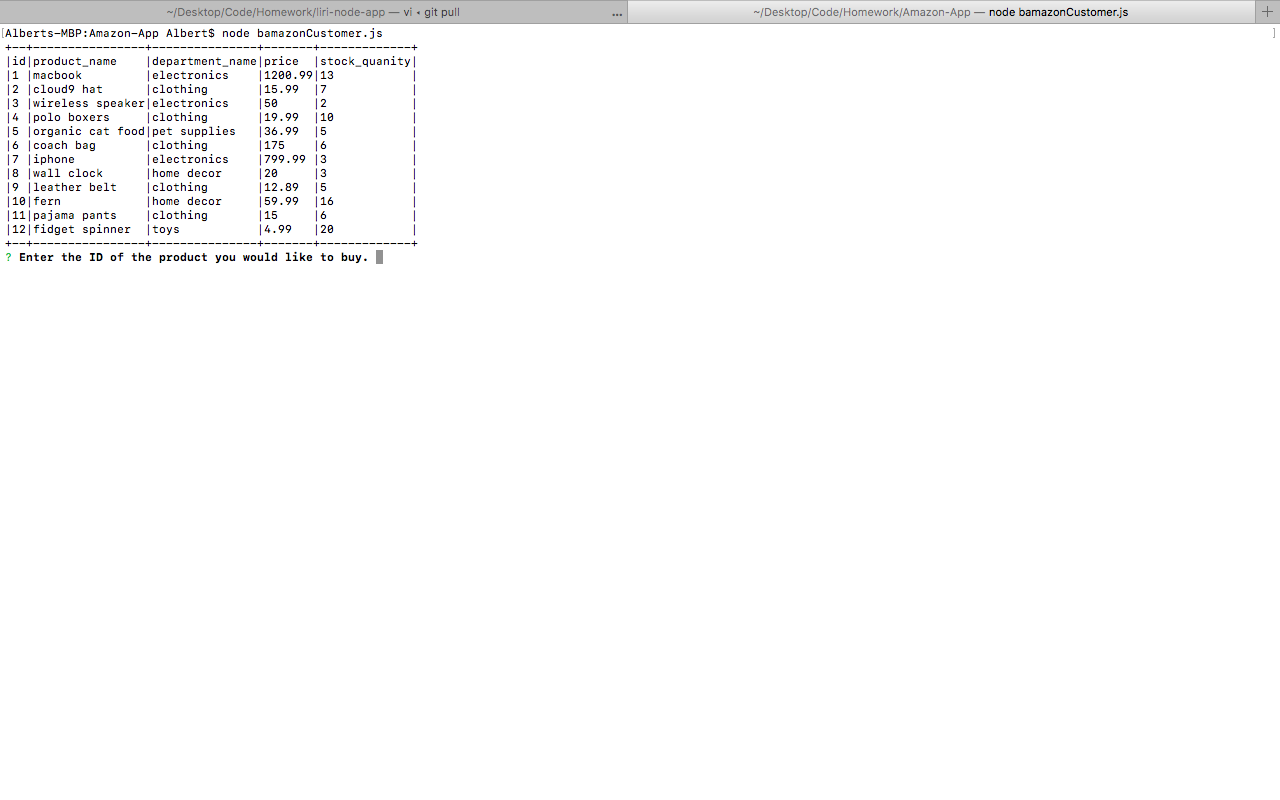 ~/Desktop/Code/Homework/liri-node-app — vi • git pull ...
~/Desktop/Code/Homework/Amazon-App — node bamazonCustomer.js +
[Alberts-MBP:Amazon-App Albert$ node bamazonCustomer.js ]
+--+----------------+---------------+-------+-------------+
|id|product_name    |department_name|price  |stock_quanity|
|1 |macbook         |electronics    |1200.99|13           |
|2 |cloud9 hat      |clothing       |15.99  |7            |
|3 |wireless speaker|electronics    |50     |2            |
|4 |polo boxers     |clothing       |19.99  |10           |
|5 |organic cat food|pet supplies   |36.99  |5            |
|6 |coach bag       |clothing       |175    |6            |
|7 |iphone          |electronics    |799.99 |3            |
|8 |wall clock      |home decor     |20     |3            |
|9 |leather belt    |clothing       |12.89  |5            |
|10|fern            |home decor     |59.99  |16           |
|11|pajama pants    |clothing       |15     |6            |
|12|fidget spinner  |toys           |4.99   |20           |
+--+----------------+---------------+-------+-------------+
? Enter the ID of the product you would like to buy.